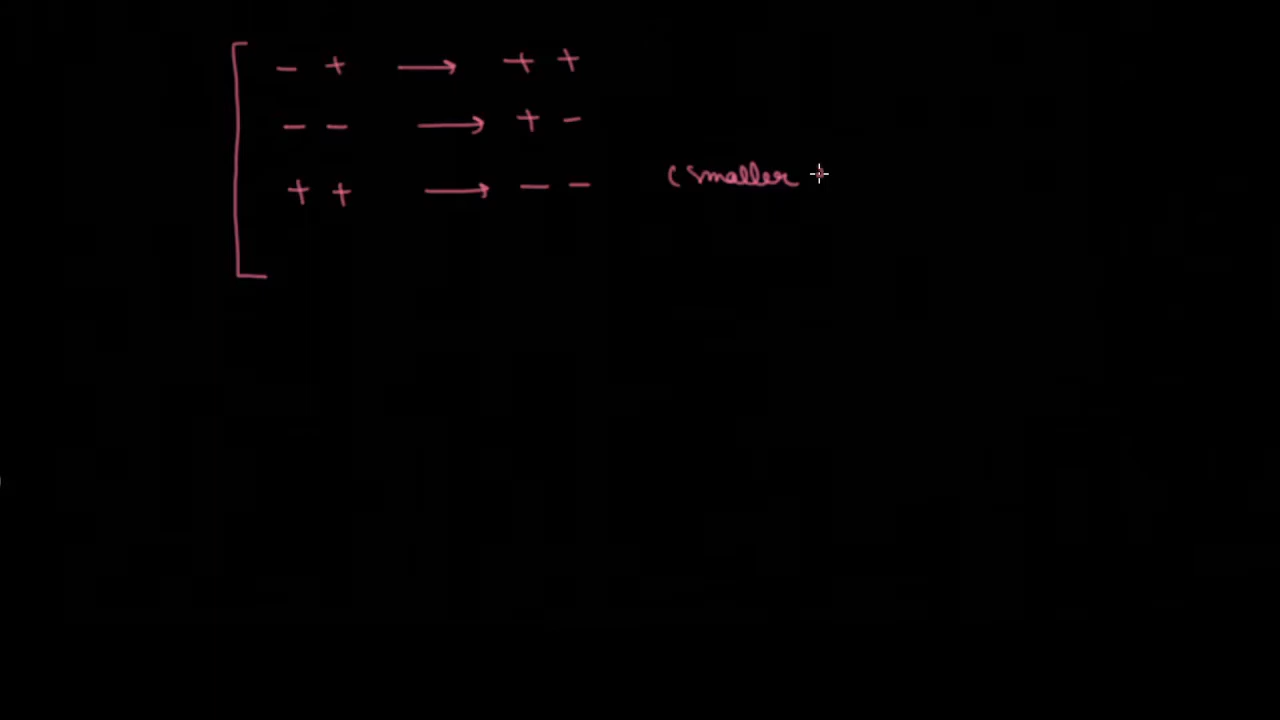 - + → + +
- - → + -
+ + → - - (smaller